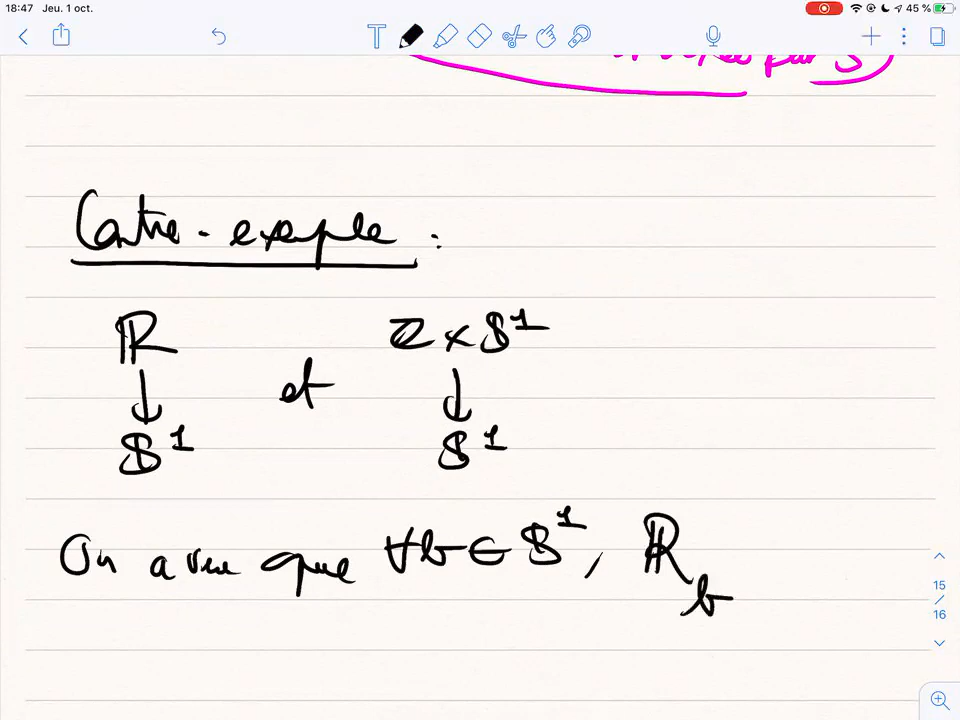 18:47 Jeu. 1 oct. 45 %
Contre-exemple :
ℝ et ℤ × 𝕊¹
↓ ↓
𝕊¹ 𝕊¹
On a vu que ∀b ∈ 𝕊¹, ℝ_b
15
/
16